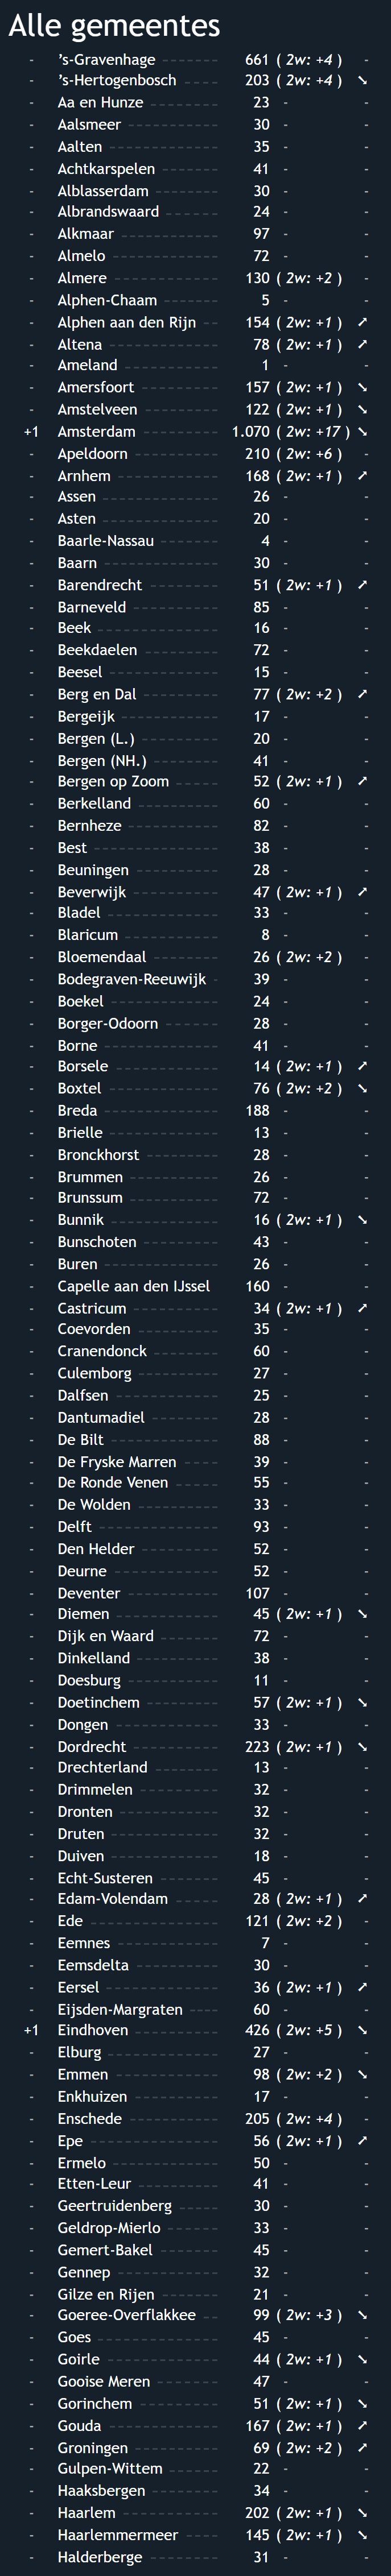 Alle gemeentes
- ’s-Gravenhage 661 ( 2w: +4 ) -
- ’s-Hertogenbosch 203 ( 2w: +4 ) ➘
- Aa en Hunze 23 - -
- Aalsmeer 30 - -
- Aalten 35 - -
- Achtkarspelen 41 - -
- Alblasserdam 30 - -
- Albrandswaard 24 - -
- Alkmaar 97 - -
- Almelo 72 - -
- Almere 130 ( 2w: +2 ) -
- Alphen-Chaam 5 - -
- Alphen aan den Rijn 154 ( 2w: +1 ) ➚
- Altena 78 ( 2w: +1 ) ➚
- Ameland 1 - -
- Amersfoort 157 ( 2w: +1 ) ➘
- Amstelveen 122 ( 2w: +1 ) ➘
+1 Amsterdam 1.070 ( 2w: +17 ) ➘
- Apeldoorn 210 ( 2w: +6 ) -
- Arnhem 168 ( 2w: +1 ) ➚
- Assen 26 - -
- Asten 20 - -
- Baarle-Nassau 4 - -
- Baarn 30 - -
- Barendrecht 51 ( 2w: +1 ) ➚
- Barneveld 85 - -
- Beek 16 - -
- Beekdaelen 72 - -
- Beesel 15 - -
- Berg en Dal 77 ( 2w: +2 ) ➚
- Bergeijk 17 - -
- Bergen (L.) 20 - -
- Bergen (NH.) 41 - -
- Bergen op Zoom 52 ( 2w: +1 ) ➚
- Berkelland 60 - -
- Bernheze 82 - -
- Best 38 - -
- Beuningen 28 - -
- Beverwijk 47 ( 2w: +1 ) ➚
- Bladel 33 - -
- Blaricum 8 - -
- Bloemendaal 26 ( 2w: +2 ) -
- Bodegraven-Reeuwijk 39 - -
- Boekel 24 - -
- Borger-Odoorn 28 - -
- Borne 41 - -
- Borsele 14 ( 2w: +1 ) ➚
- Boxtel 76 ( 2w: +2 ) ➘
- Breda 188 - -
- Brielle 13 - -
- Bronckhorst 28 - -
- Brummen 26 - -
- Brunssum 72 - -
- Bunnik 16 ( 2w: +1 ) ➘
- Bunschoten 43 - -
- Buren 26 - -
- Capelle aan den IJssel 160 - -
- Castricum 34 ( 2w: +1 ) ➚
- Coevorden 35 - -
- Cranendonck 60 - -
- Culemborg 27 - -
- Dalfsen 25 - -
- Dantumadiel 28 - -
- De Bilt 88 - -
- De Fryske Marren 39 - -
- De Ronde Venen 55 - -
- De Wolden 33 - -
- Delft 93 - -
- Den Helder 52 - -
- Deurne 52 - -
- Deventer 107 - -
- Diemen 45 ( 2w: +1 ) ➘
- Dijk en Waard 72 - -
- Dinkelland 38 - -
- Doesburg 11 - -
- Doetinchem 57 ( 2w: +1 ) ➘
- Dongen 33 - -
- Dordrecht 223 ( 2w: +1 ) ➘
- Drechterland 13 - -
- Drimmelen 32 - -
- Dronten 32 - -
- Druten 32 - -
- Duiven 18 - -
- Echt-Susteren 45 - -
- Edam-Volendam 28 ( 2w: +1 ) ➚
- Ede 121 ( 2w: +2 ) -
- Eemnes 7 - -
- Eemsdelta 30 - -
- Eersel 36 ( 2w: +1 ) ➚
- Eijsden-Margraten 60 - -
+1 Eindhoven 426 ( 2w: +5 ) ➘
- Elburg 27 - -
- Emmen 98 ( 2w: +2 ) ➘
- Enkhuizen 17 - -
- Enschede 205 ( 2w: +4 ) -
- Epe 56 ( 2w: +1 ) ➚
- Ermelo 50 - -
- Etten-Leur 41 - -
- Geertruidenberg 30 - -
- Geldrop-Mierlo 33 - -
- Gemert-Bakel 45 - -
- Gennep 32 - -
- Gilze en Rijen 21 - -
- Goeree-Overflakkee 99 ( 2w: +3 ) ➘
- Goes 45 - -
- Goirle 44 ( 2w: +1 ) ➘
- Gooise Meren 47 - -
- Gorinchem 51 ( 2w: +1 ) ➘
- Gouda 167 ( 2w: +1 ) ➚
- Groningen 69 ( 2w: +2 ) ➚
- Gulpen-Wittem 22 - -
- Haaksbergen 34 - -
- Haarlem 202 ( 2w: +1 ) ➘
- Haarlemmermeer 145 ( 2w: +1 ) ➘
- Halderberge 31 - -